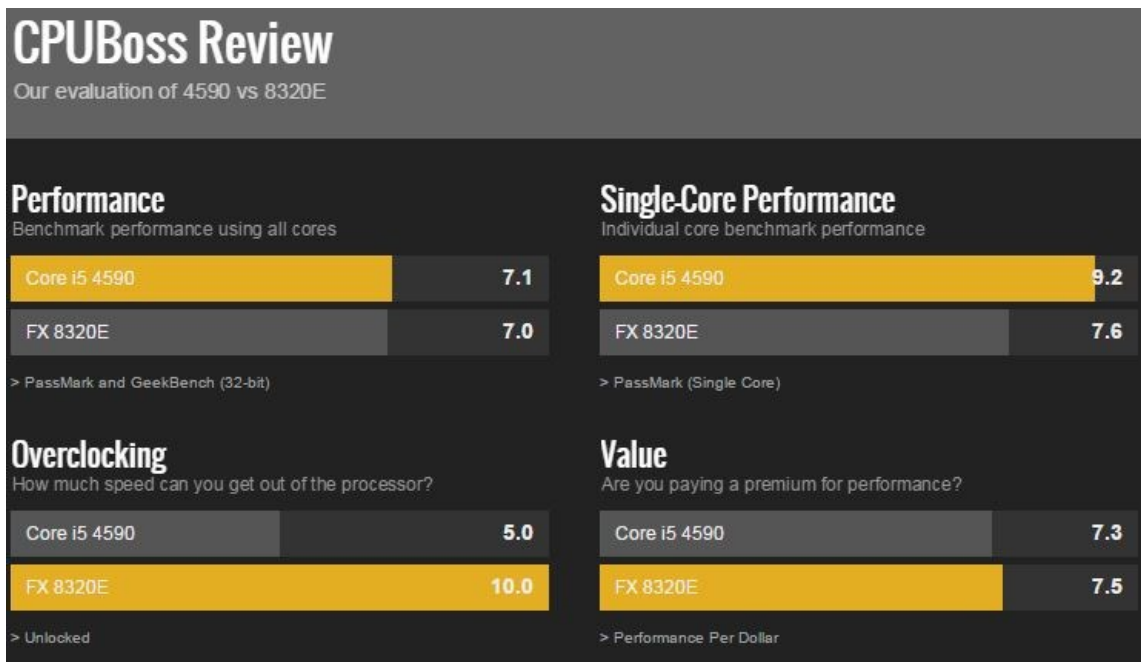 CPUBoss Review
Our evaluation of 4590 vs 8320E
Performance
Benchmark performance using all cores
Core i5 4590 7.1
FX 8320E 7.0
> PassMark and GeekBench (32-bit)
Single-Core Performance
Individual core benchmark performance
Core i5 4590 9.2
FX 8320E 7.6
> PassMark (Single Core)
Overclocking
How much speed can you get out of the processor?
Core i5 4590 5.0
FX 8320E 10.0
> Unlocked
Value
Are you paying a premium for performance?
Core i5 4590 7.3
FX 8320E 7.5
> Performance Per Dollar